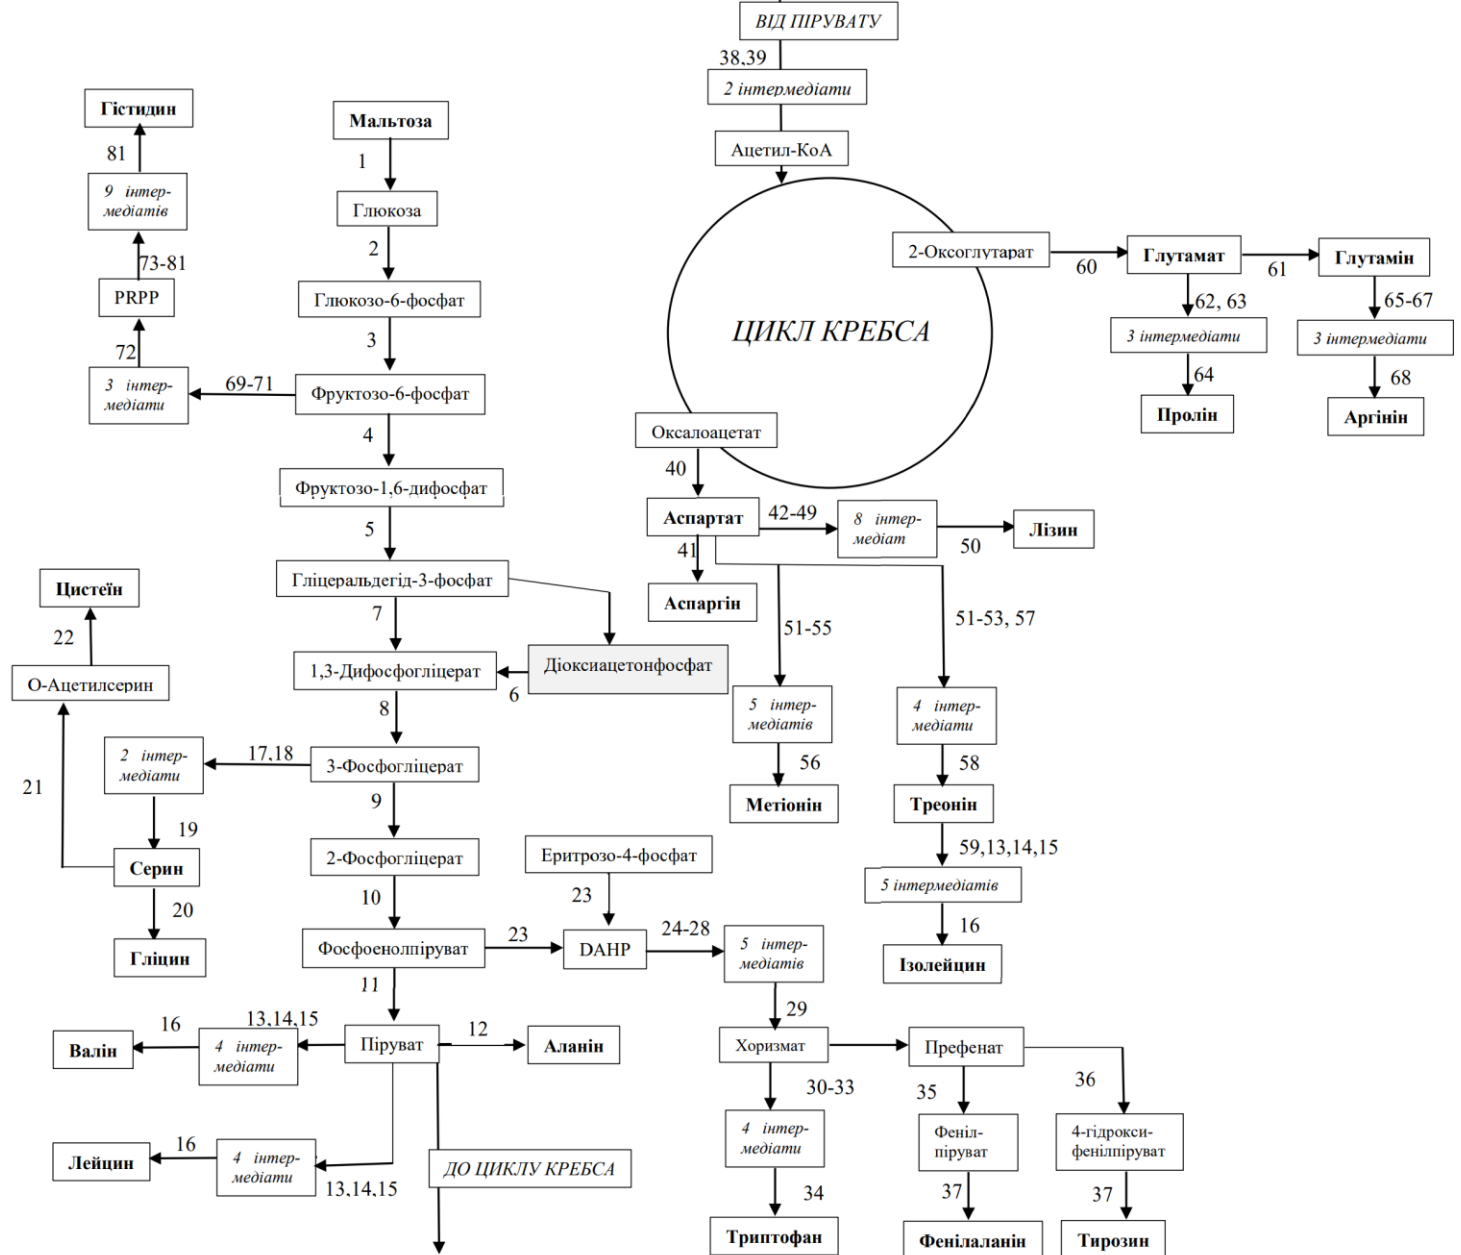 ВІД ПІРУВАТУ
38,39
2 інтермедіати
Ацетил-КоА
ЦИКЛ КРЕБСА
2-Оксоглутарат
60
Глутамат
61
Глутамін
62, 63
3 інтермедіати
64
Пролін
65-67
3 інтермедіати
68
Аргінін
Оксалоацетат
40
Аспартат
41
Аспаргін
42-49
8 інтер-
медіат
50
Лізин
51-55
5 інтер-
медіатів
56
Метіонін
51-53, 57
4 інтер-
медіати
58
Треонін
59,13,14,15
5 інтермедіатів
16
Ізолейцин
Гістидин
81
9 інтер-
медіатів
73-81
PRPP
72
3 інтер-
медіати
69-71
Мальтоза
1
Глюкоза
2
Глюкозо-6-фосфат
3
Фруктозо-6-фосфат
4
Фруктозо-1,6-дифосфат
5
Гліцеральдегід-3-фосфат
7
Діоксиацетонфосфат
6
1,3-Дифосфогліцерат
8
3-Фосфогліцерат
17,18
2 інтер-
медіати
19
Серин
20
Гліцин
21
О-Ацетилсерин
22
Цистеїн
9
2-Фосфогліцерат
10
Фосфоенолпіруват
23
Еритрозо-4-фосфат
23
DAHP
24-28
5 інтер-
медіатів
29
Хоризмат
Префенат
30-33
4 інтер-
медіати
34
Триптофан
35
Феніл-
піруват
37
Фенілаланін
36
4-гідрокси-
фенілпіруват
37
Тирозин
11
Піруват
12
Аланін
13,14,15
4 інтер-
медіати
16
Валін
13,14,15
4 інтер-
медіати
16
Лейцин
ДО ЦИКЛУ КРЕБСА